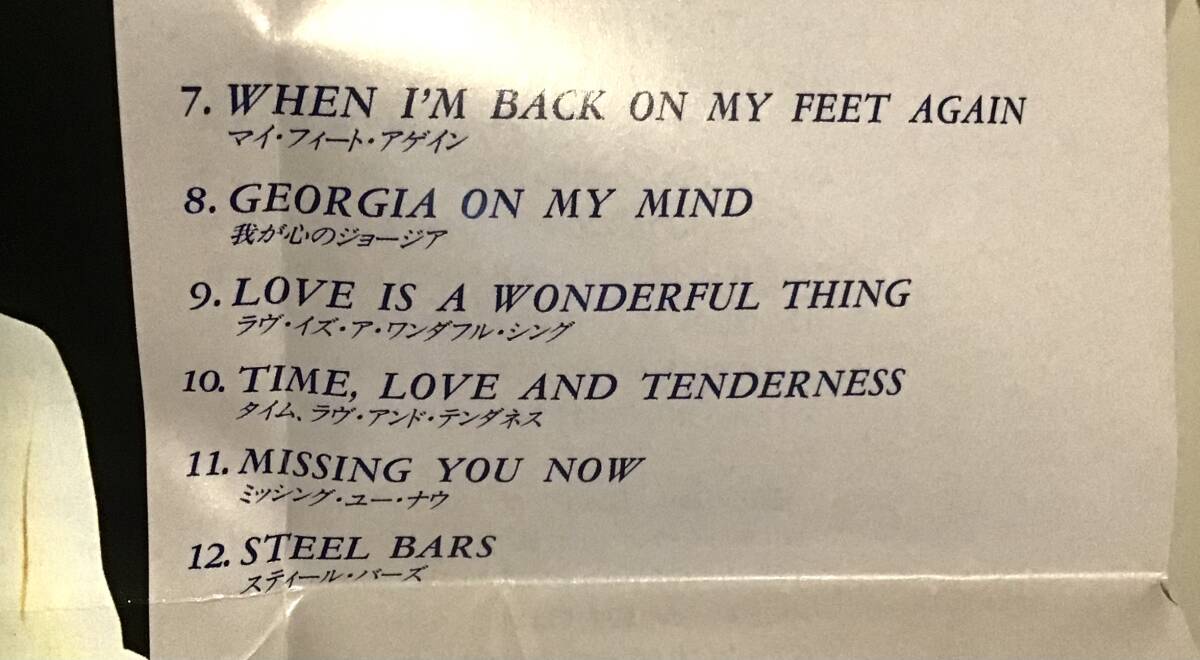 7. WHEN I'M BACK ON MY FEET AGAIN
マイ・フィート・アゲイン
8. GEORGIA ON MY MIND
我が心のジョージア
9. LOVE IS A WONDERFUL THING
ラヴ・イズ・ア・ワンダフル・シング
10. TIME, LOVE AND TENDERNESS
タイム、ラヴ・アンド・テンダネス
11. MISSING YOU NOW
ミッシング・ユー・ナウ
12. STEEL BARS
スティール・バーズ